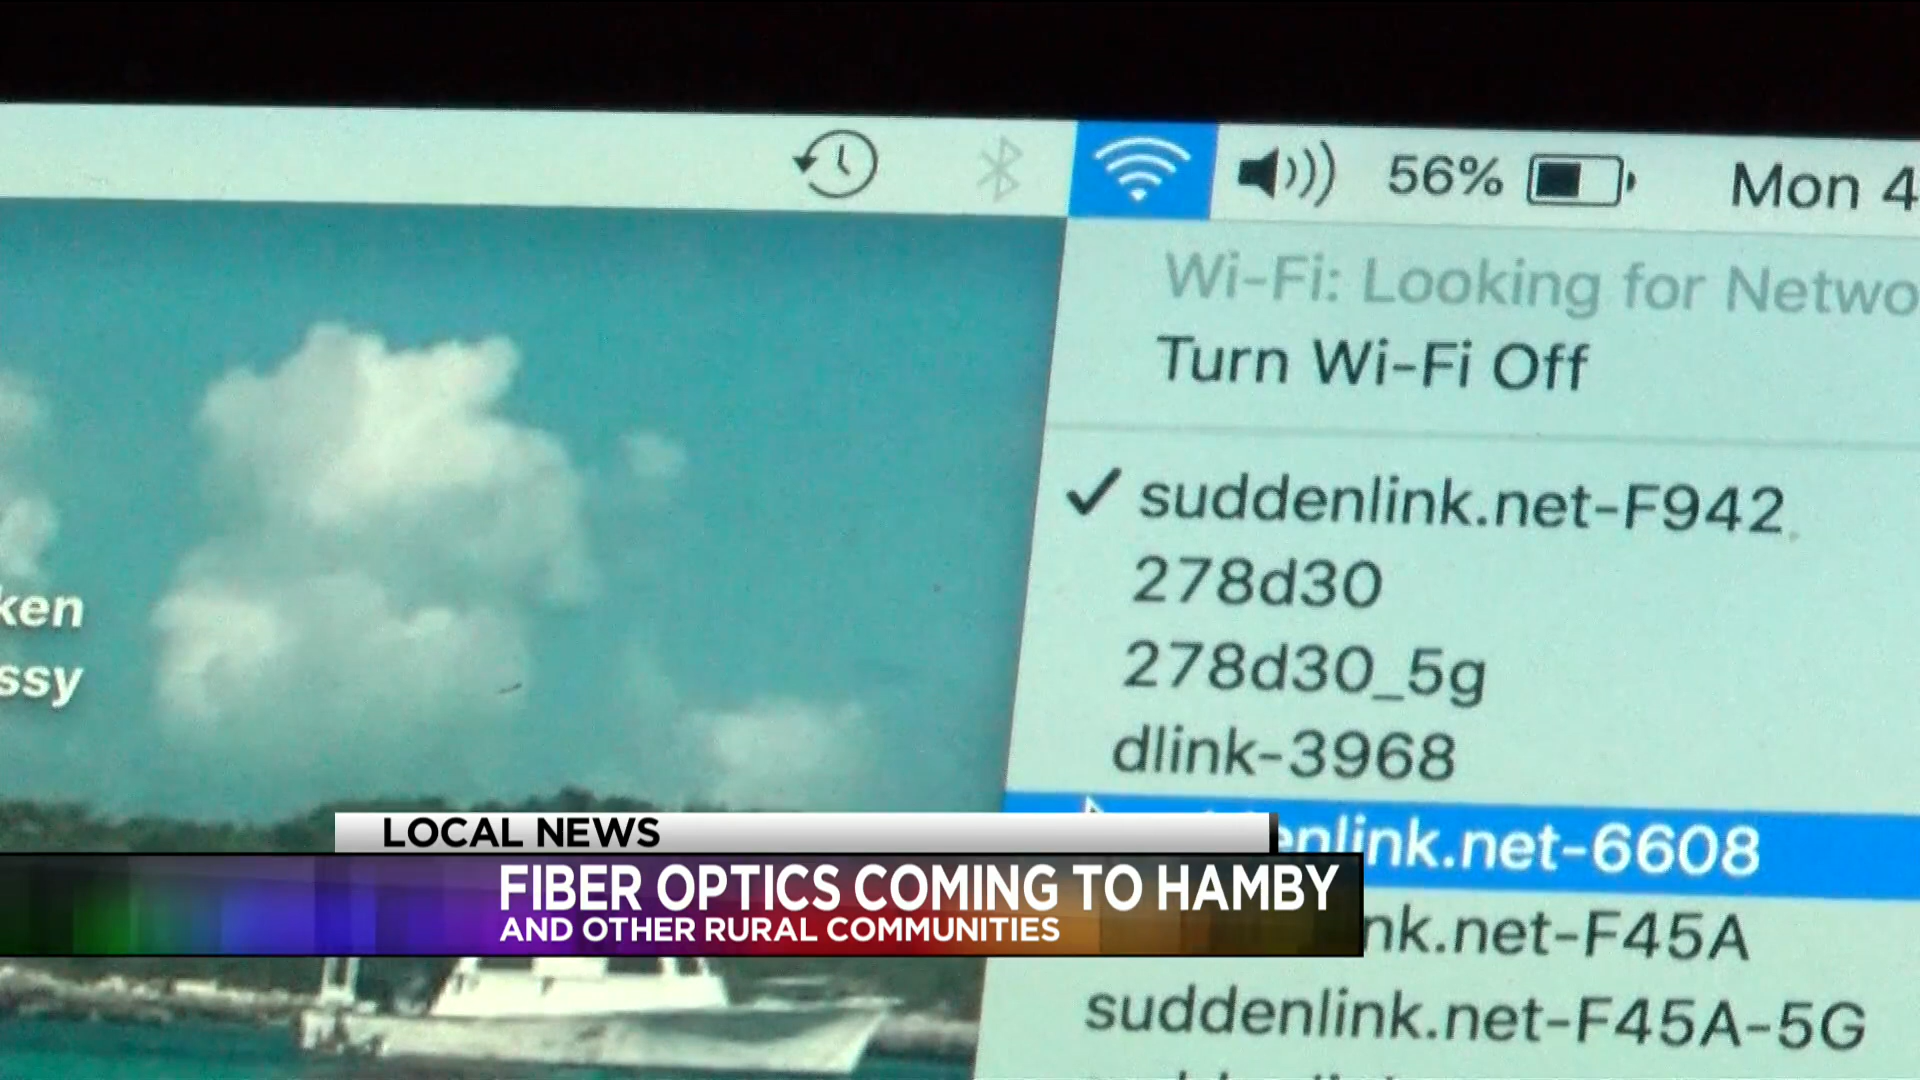 56%
Mon 4
Wi-Fi: Looking for Netwo
Turn Wi-Fi Off
✓ suddenlink.net-F942
278d30
278d30_5g
dlink-3968
enlink.net-6608
nk.net-F45A
suddenlink.net-F45A-5G
ken
ssy
LOCAL NEWS
FIBER OPTICS COMING TO HAMBY
AND OTHER RURAL COMMUNITIES